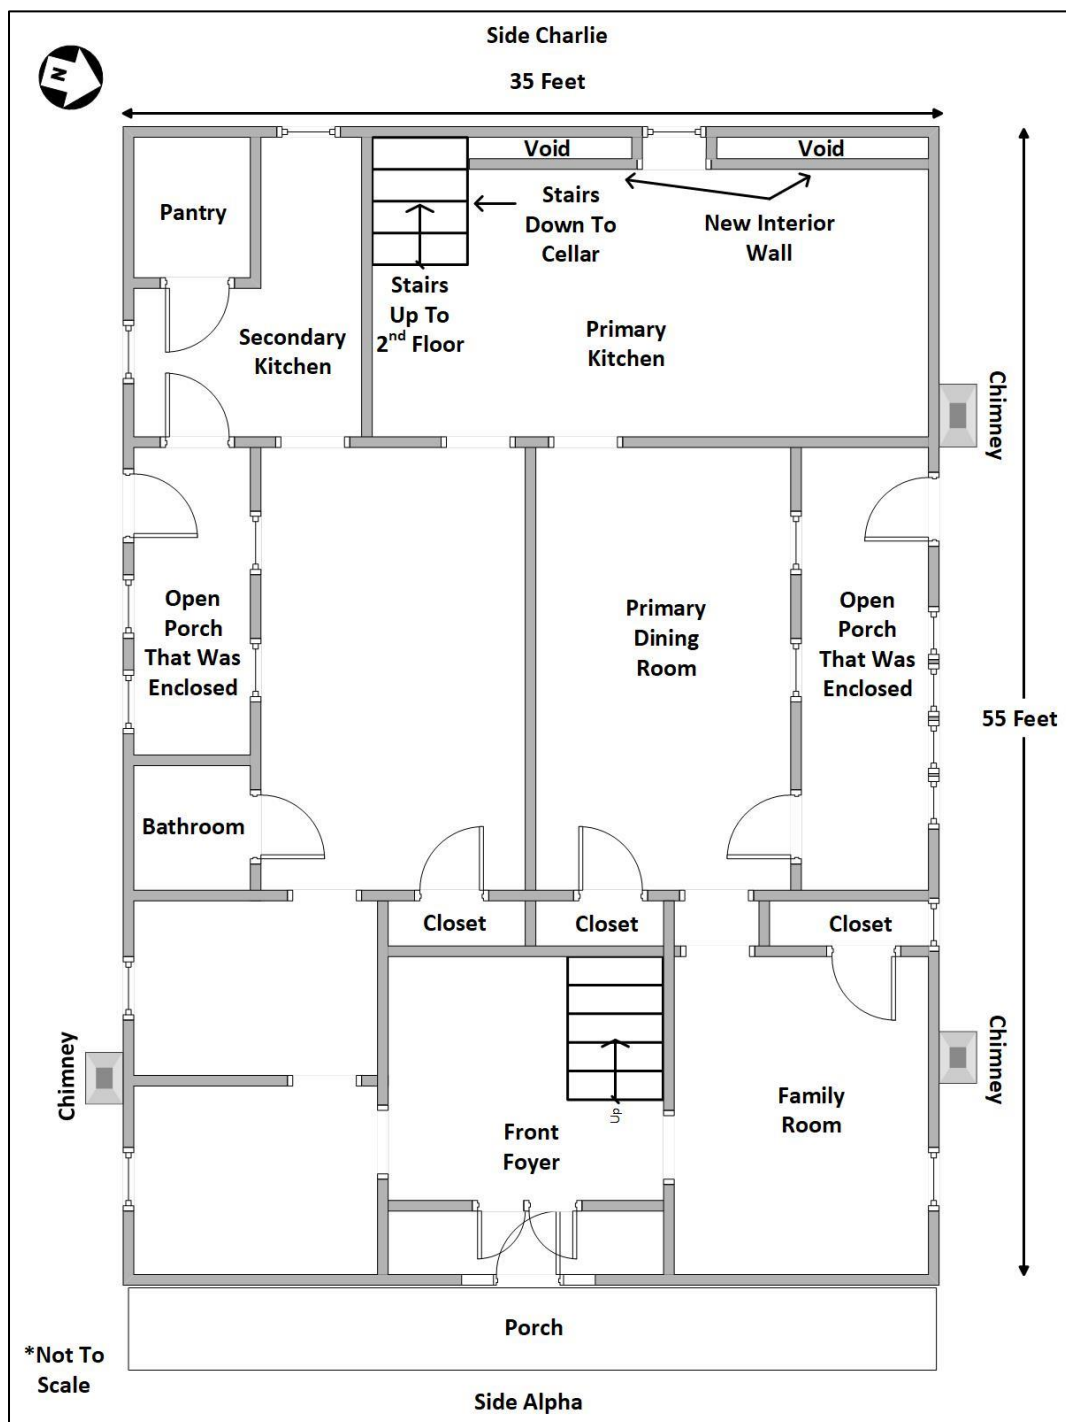 Side Charlie
N
35 Feet
Void
Void
Pantry
Stairs
Down To
Cellar
New Interior
Wall
Stairs
Up To
2nd Floor
Secondary
Kitchen
Primary
Kitchen
Chimney
Open
Porch
That Was
Enclosed
Primary
Dining
Room
Open
Porch
That Was
Enclosed
55 Feet
Bathroom
Closet
Closet
Closet
Chimney
Chimney
Up
Front
Foyer
Family
Room
Porch
*Not To
Scale
Side Alpha